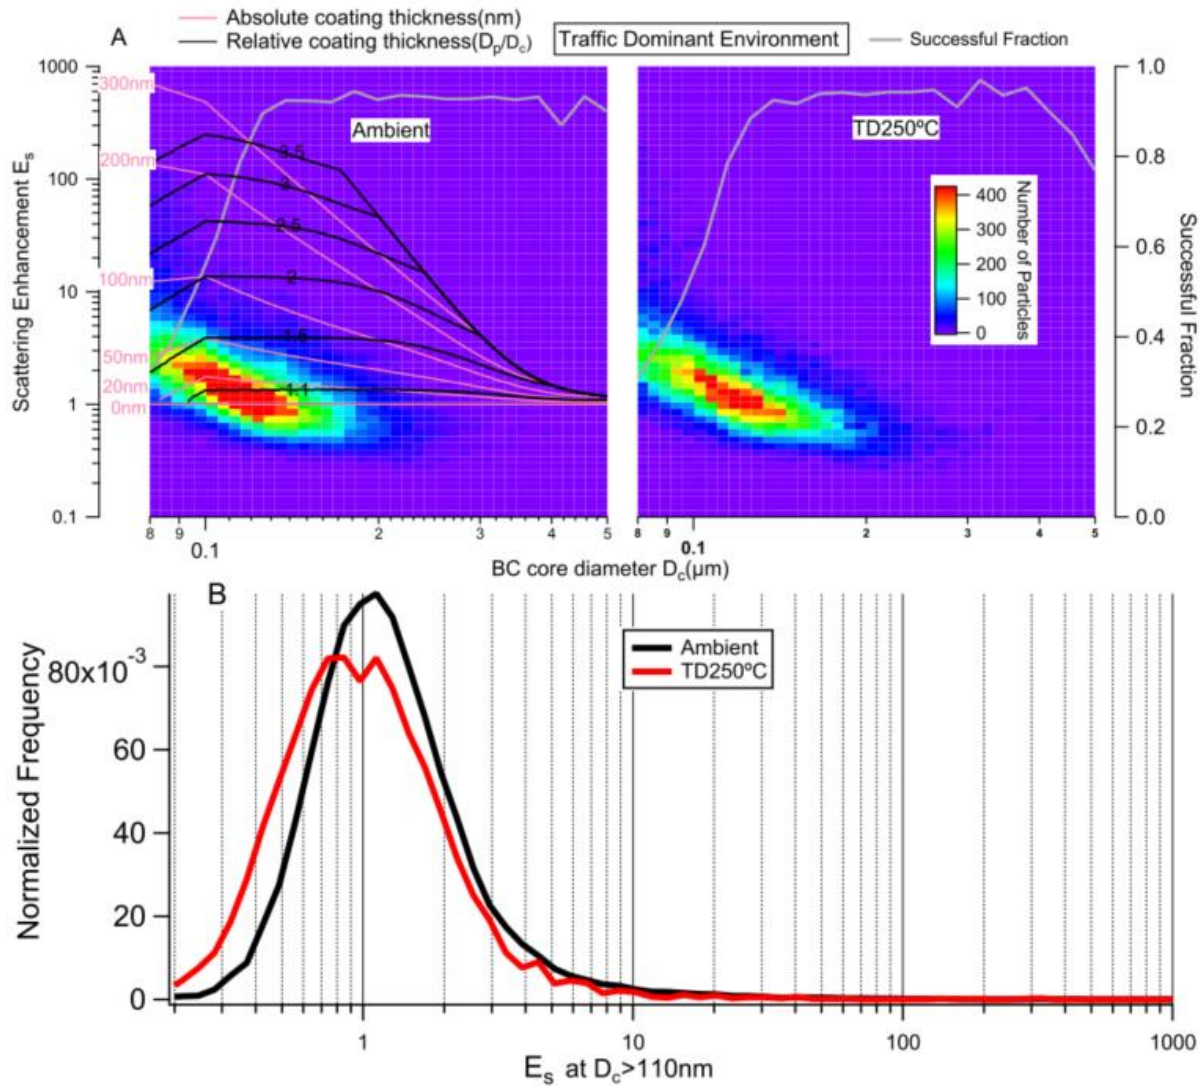 Absolute coating thickness(nm)
A
Relative coating thickness(Dp/Dc)
Traffic Dominant Environment
Successful Fraction
1000
100
10
1
0.1
Scattering Enhancement Es
300nm
200nm
100nm
50nm
20nm
0nm
3.5
3
2.5
2
1.5
1.1
Ambient
TD250ºC
400
300
200
100
0
Number of Particles
1.0
0.8
0.6
0.4
0.2
0.0
Successful Fraction
8 9 0.1 2 3 4 5
8 9 0.1 2 3 4 5
BC core diameter Dc(µm)
B
Ambient
TD250ºC
80x10-3
60
40
20
0
Normalized Frequency
1 10 100 1000
Es at Dc>110nm